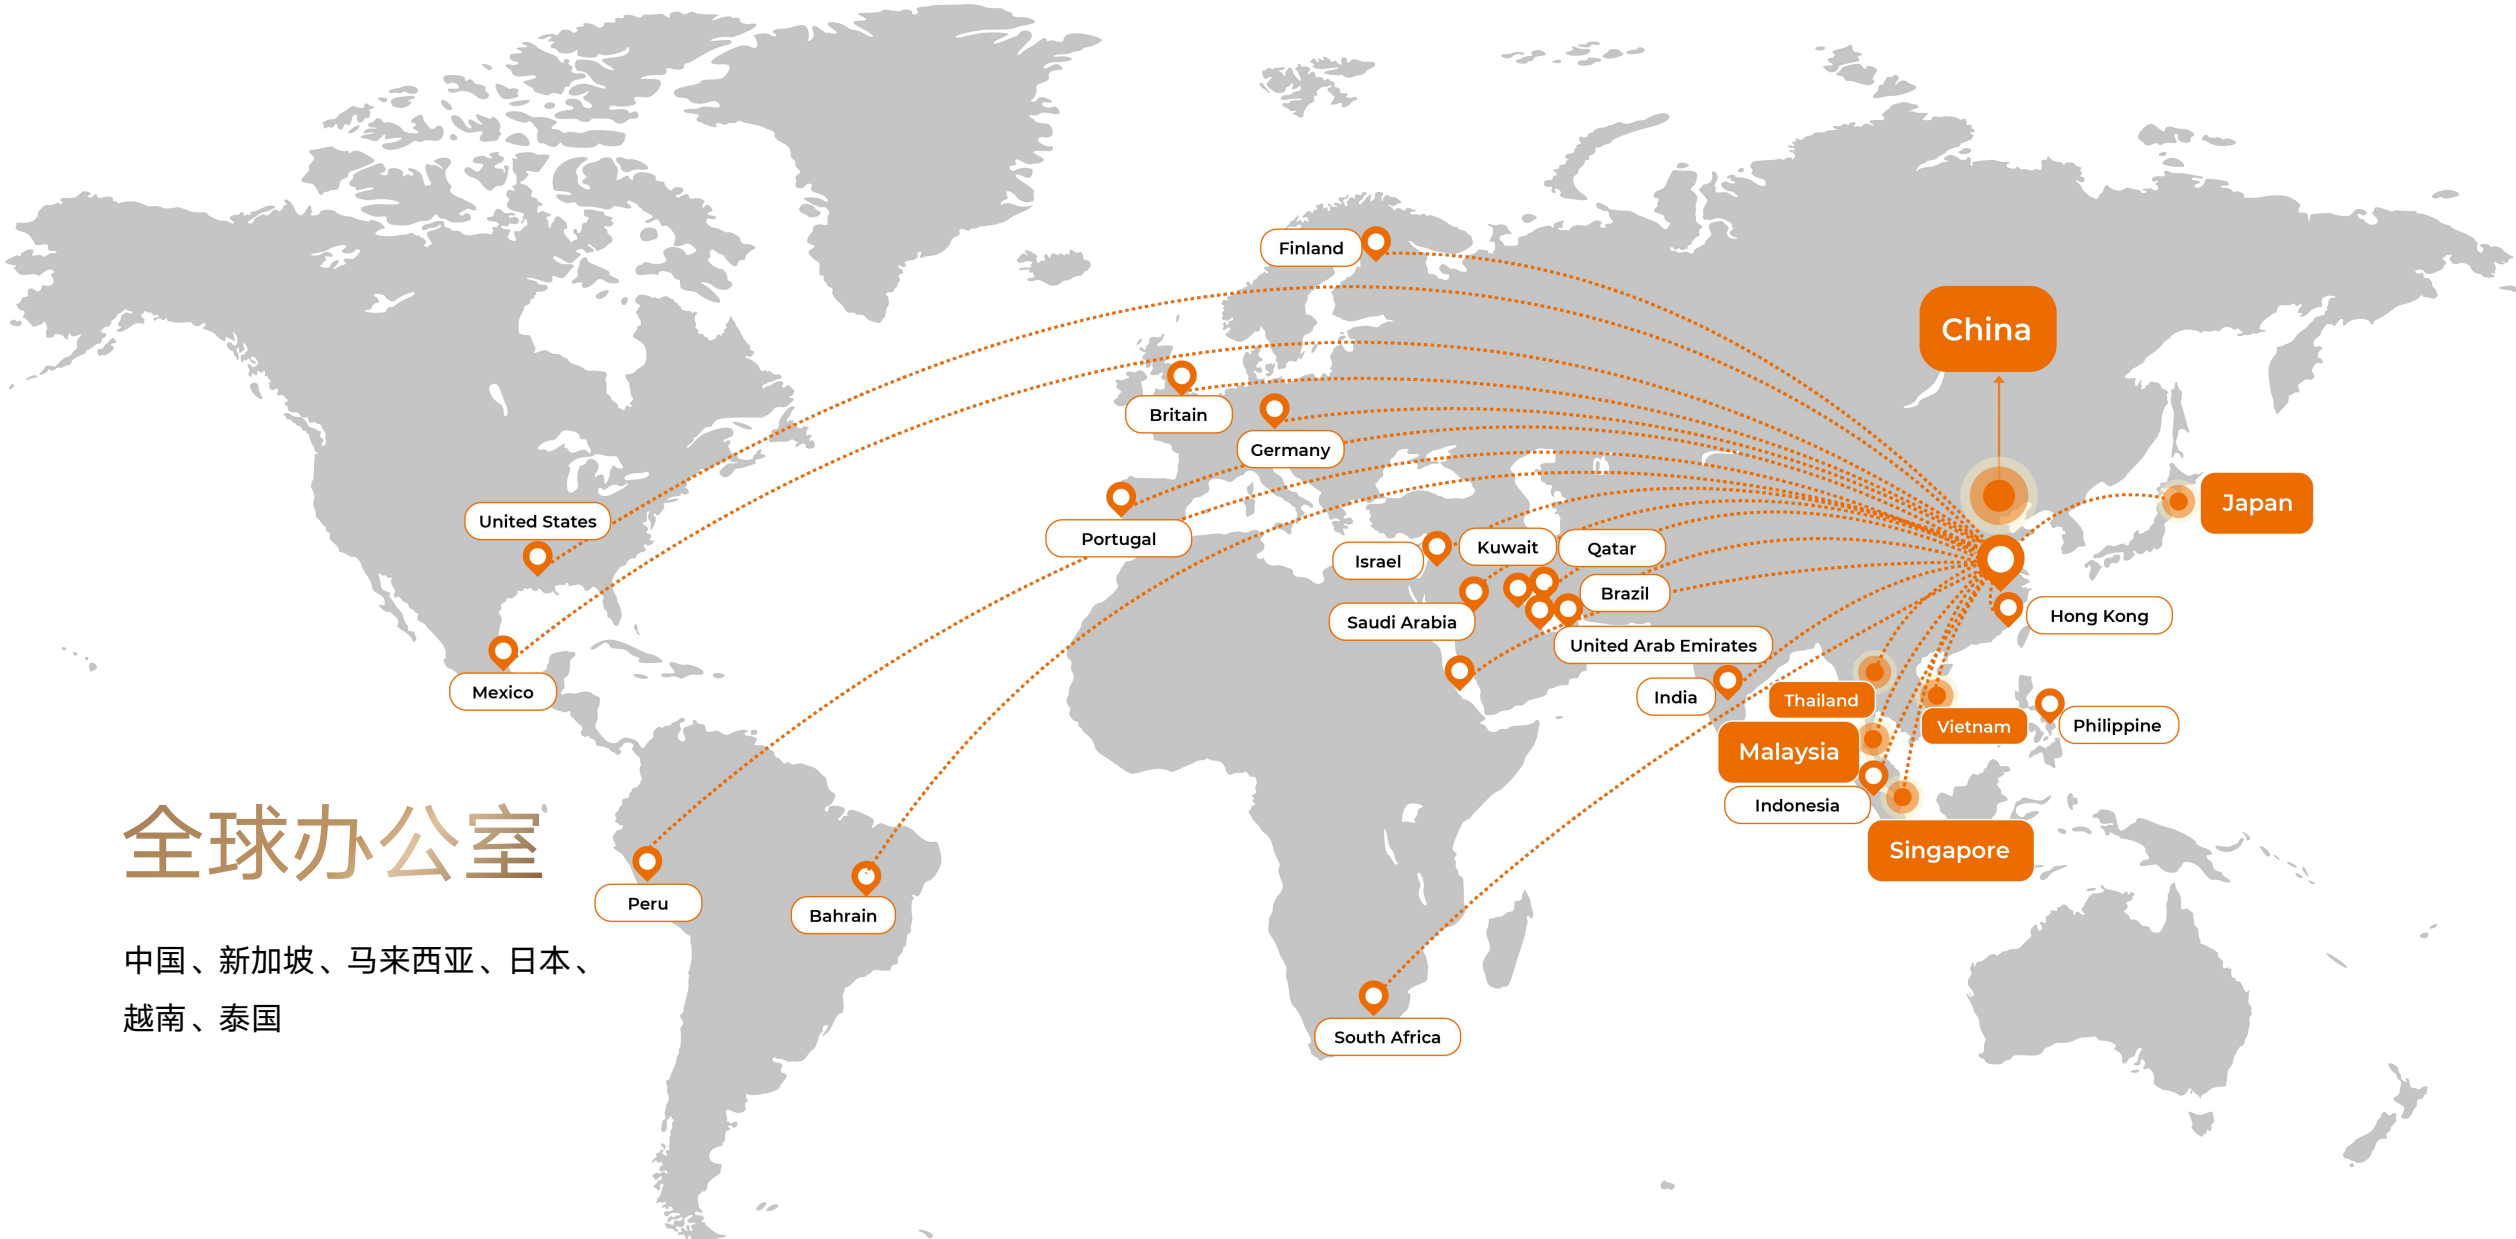 Finland
China
Britain
Germany
Japan
United States
Portugal
Israel
Kuwait
Qatar
Brazil
Saudi Arabia
Hong Kong
United Arab Emirates
Mexico
India
Thailand
Vietnam
Philippine
Malaysia
Indonesia
Singapore
全球办公室
Peru
Bahrain
中国、新加坡、马来西亚、日本、
越南、泰国
South Africa